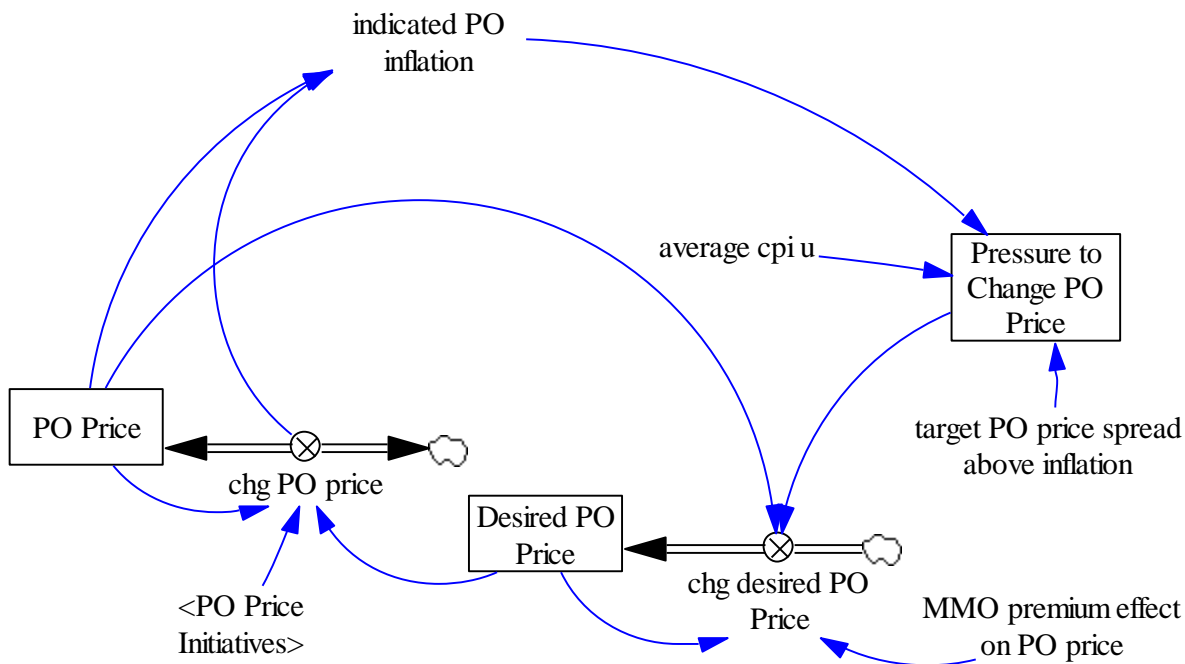 indicated PO
inflation
average cpi u
Pressure to
Change PO
Price
PO Price
target PO price spread
above inflation
chg PO price
Desired PO
Price
chg desired PO
Price
<PO Price
Initiatives>
MMO premium effect
on PO price